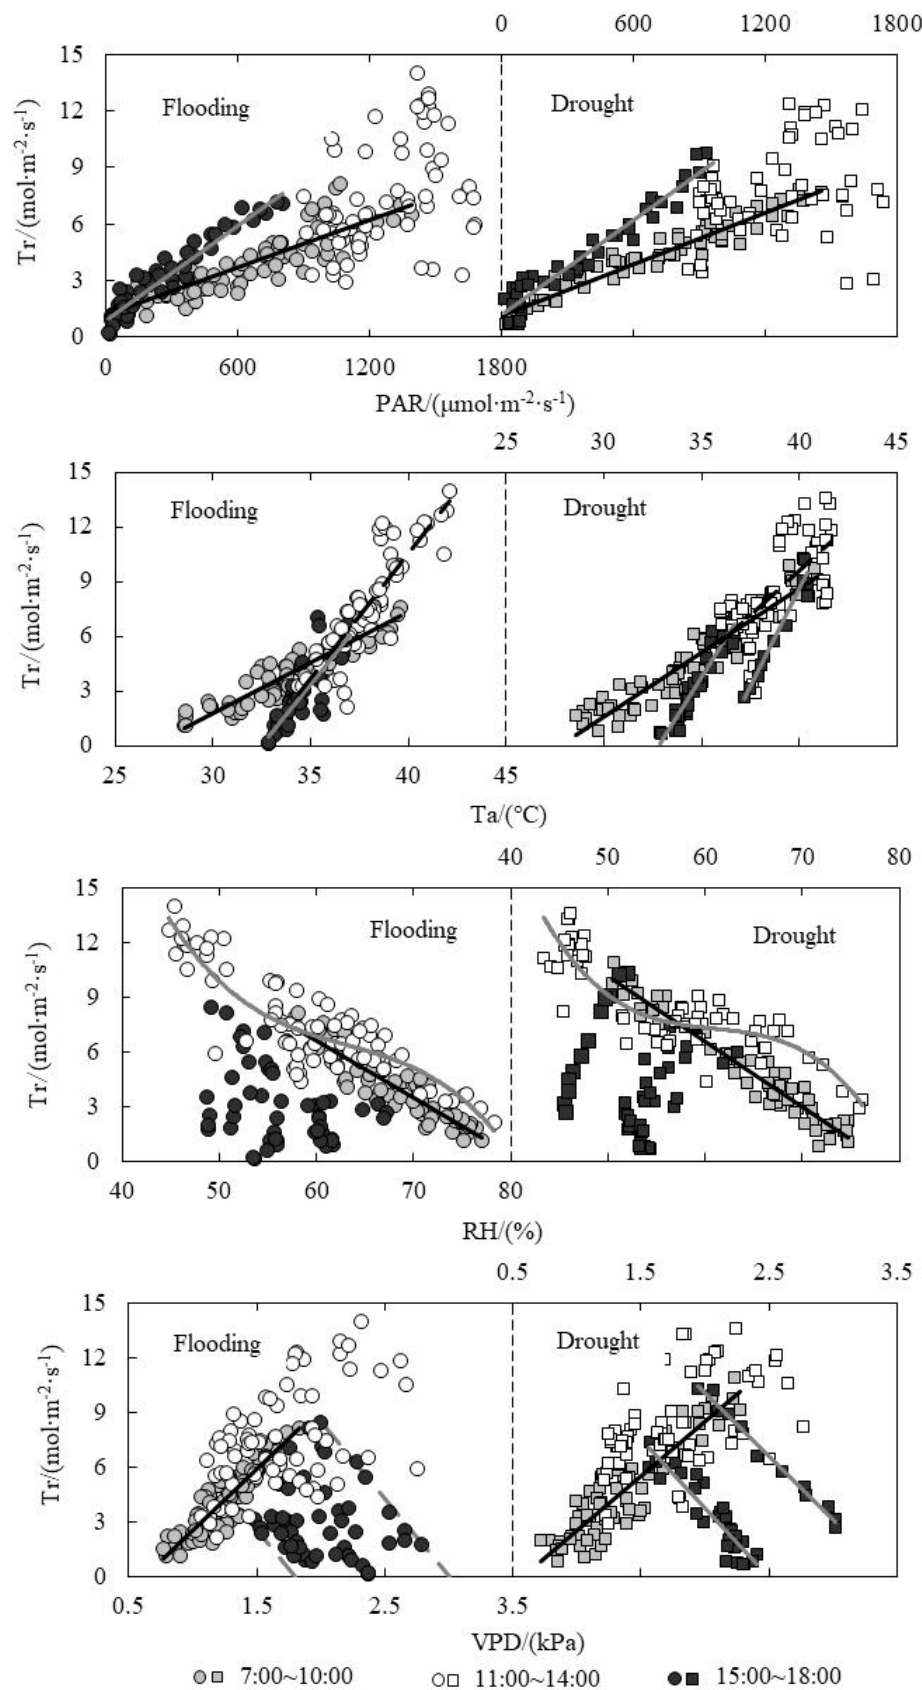 0 600 1200 1800
15
12
9
6
3
0
Tr/(mol·m⁻²·s⁻¹)
Flooding Drought
0 600 1200 1800
PAR/(μmol·m⁻²·s⁻¹)
25 30 35 40 45
15
12
9
6
3
0
Tr/(mol·m⁻²·s⁻¹)
Flooding Drought
25 30 35 40 45
Ta/(°C)
40 50 60 70 80
15
12
9
6
3
0
Tr/(mol·m⁻²·s⁻¹)
Flooding Drought
40 50 60 70 80
RH/(%)
0.5 1.5 2.5 3.5
15
12
9
6
3
0
Tr/(mol·m⁻²·s⁻¹)
Flooding Drought
0.5 1.5 2.5 3.5
VPD/(kPa)
7:00~10:00 11:00~14:00 15:00~18:00